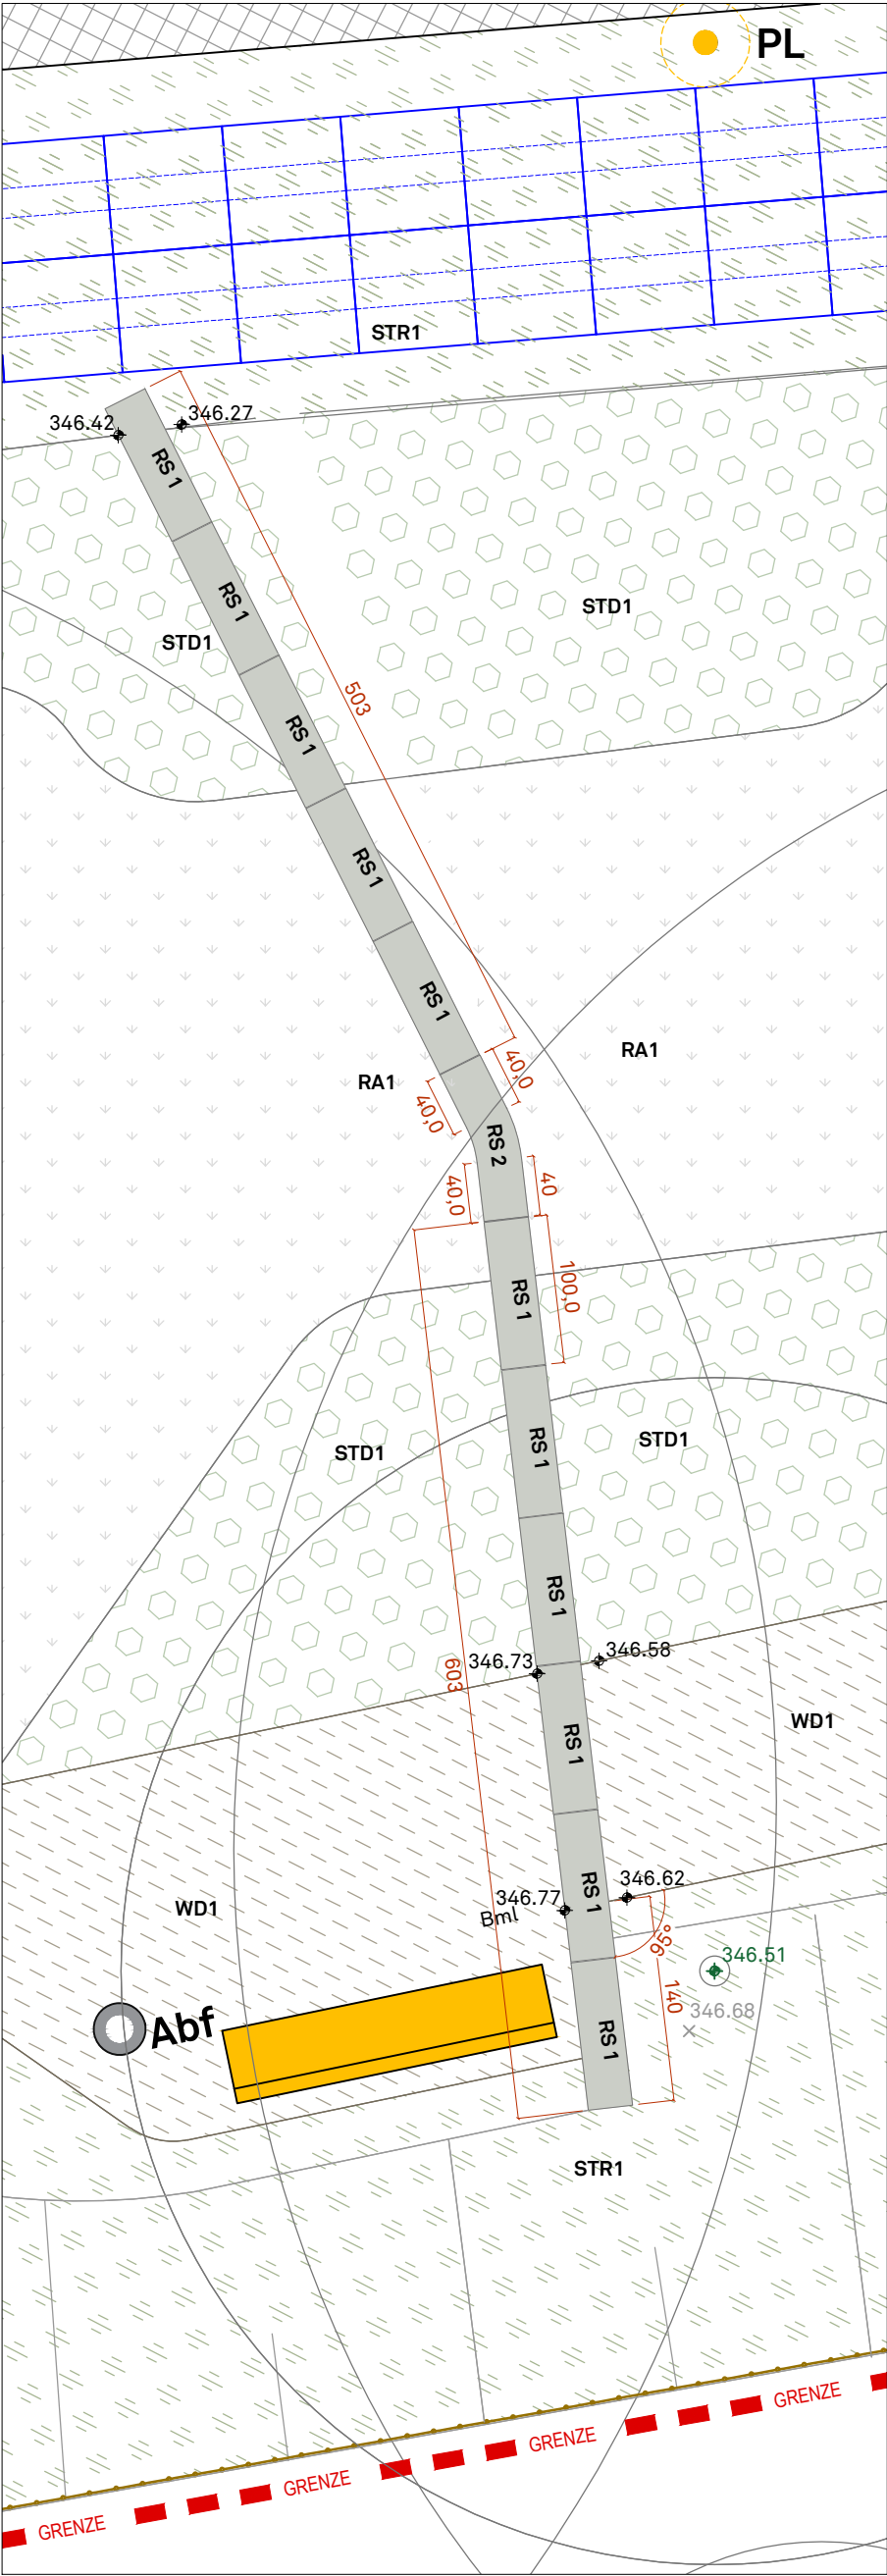 PL
STR1
346.42
346.27
RS 1
RS 1
STD1
STD1
503
RS 1
RS 1
RS 1
RA1
40,0
RA1
40,0
RS 2
40,0
40
RS 1
100,0
STD1
RS 1
STD1
RS 1
346.73
346.58
603
WD1
RS 1
346.62
346.77
RS 1
WD1
Bml
95°
346.51
140
346.68
Abf
RS 1
STR1
GRENZE
GRENZE
GRENZE
GRENZE